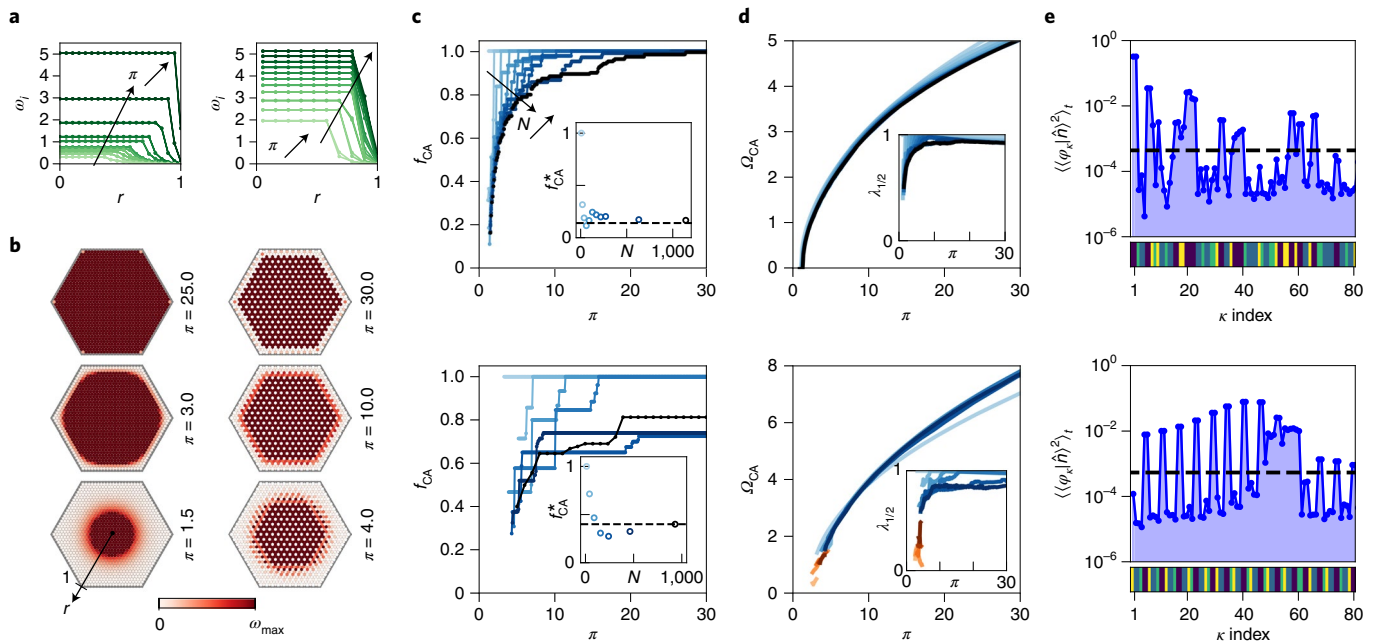 a
ω_j
5
4
3
2
1
0
π
0
r
1
ω_j
5
4
3
2
1
0
π
0
r
1
b
π = 25.0
π = 30.0
π = 3.0
π = 10.0
π = 1.5
π = 4.0
1
r
0
ω_max
c
f_CA
1.0
0.8
0.6
0.4
0.2
0
N
1
f*_CA
0
0
N
1,000
0
10
20
30
π
f_CA
1.0
0.8
0.6
0.4
0.2
0
1
f*_CA
0
0
N
1,000
0
10
20
30
π
d
Ω_CA
5
4
3
2
1
0
1
λ_1/2
0
0
π
30
0
10
20
30
π
Ω_CA
8
6
4
2
0
1
λ_1/2
0
0
π
30
0
10
20
30
π
e
⟨⟨φ_κ|n̂⟩²⟩_t
10^0
10^-2
10^-4
10^-6
1
20
40
60
80
κ index
⟨⟨φ_κ|n̂⟩²⟩_t
10^0
10^-2
10^-4
10^-6
1
20
40
60
80
κ index